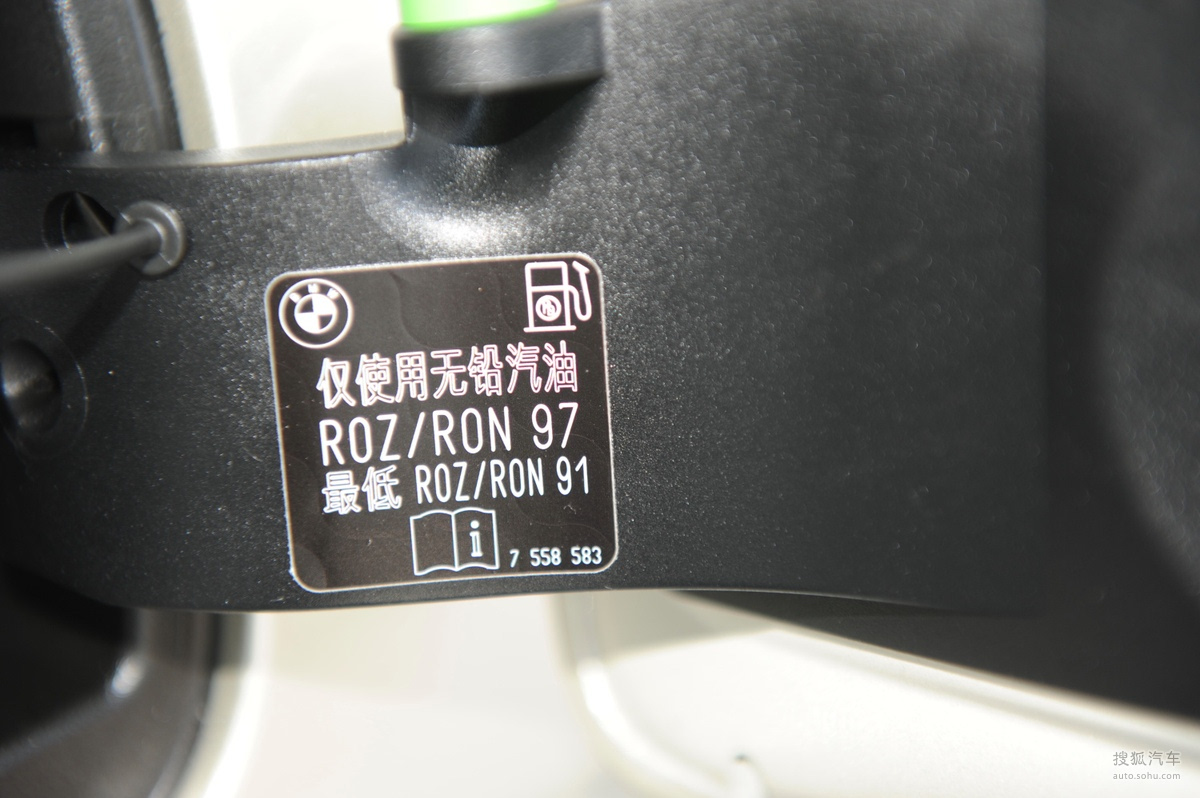 BMW
仅使用无铅汽油
ROZ/RON 97
最低 ROZ/RON 91
i
7 558 583
搜狐汽车
auto.sohu.com